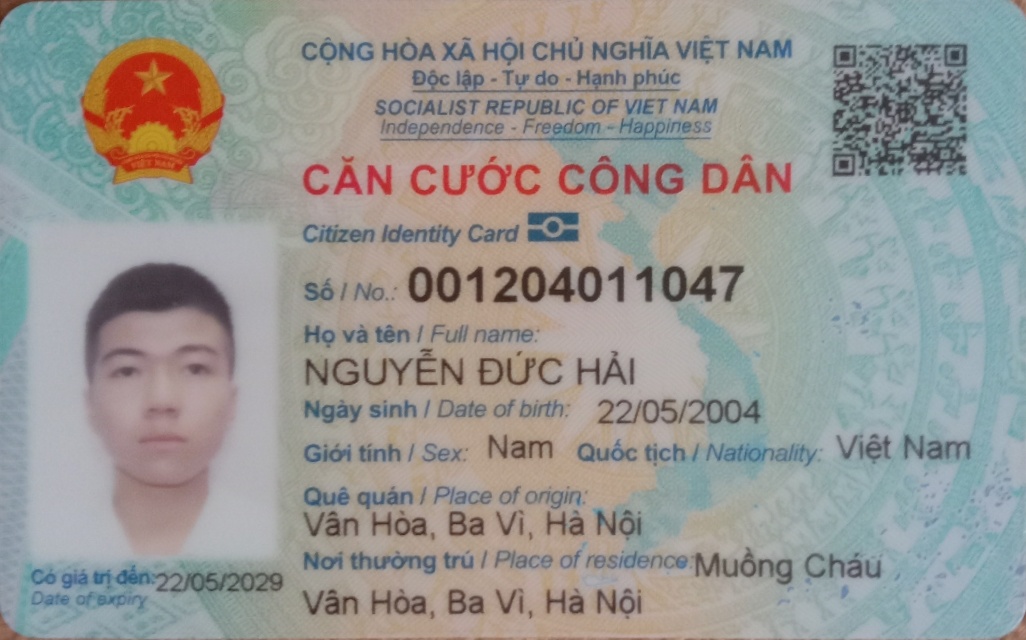 CỘNG HÒA XÃ HỘI CHỦ NGHĨA VIỆT NAM
Độc lập - Tự do - Hạnh phúc
SOCIALIST REPUBLIC OF VIET NAM
Independence - Freedom - Happiness
CĂN CƯỚC CÔNG DÂN
Citizen Identity Card
Số / No.: 001204011047
Họ và tên / Full name:
NGUYỄN ĐỨC HẢI
Ngày sinh / Date of birth: 22/05/2004
Giới tính / Sex: Nam Quốc tịch / Nationality: Việt Nam
Quê quán / Place of origin:
Vân Hòa, Ba Vì, Hà Nội
Nơi thường trú / Place of residence: Muồng Cháu
Vân Hòa, Ba Vì, Hà Nội
Có giá trị đến: 22/05/2029
Date of expiry
VIỆT NAM